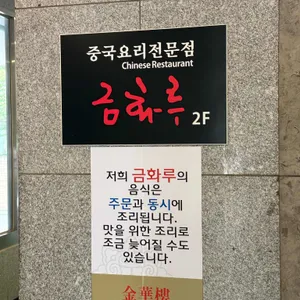 중국요리전문점
Chinese Restaurant
금화루 2F
저희 금화루의
음식은
주문과 동시에
조리됩니다.
맛을 위한 조리로
조금 늦어질 수도
있습니다.
金華樓